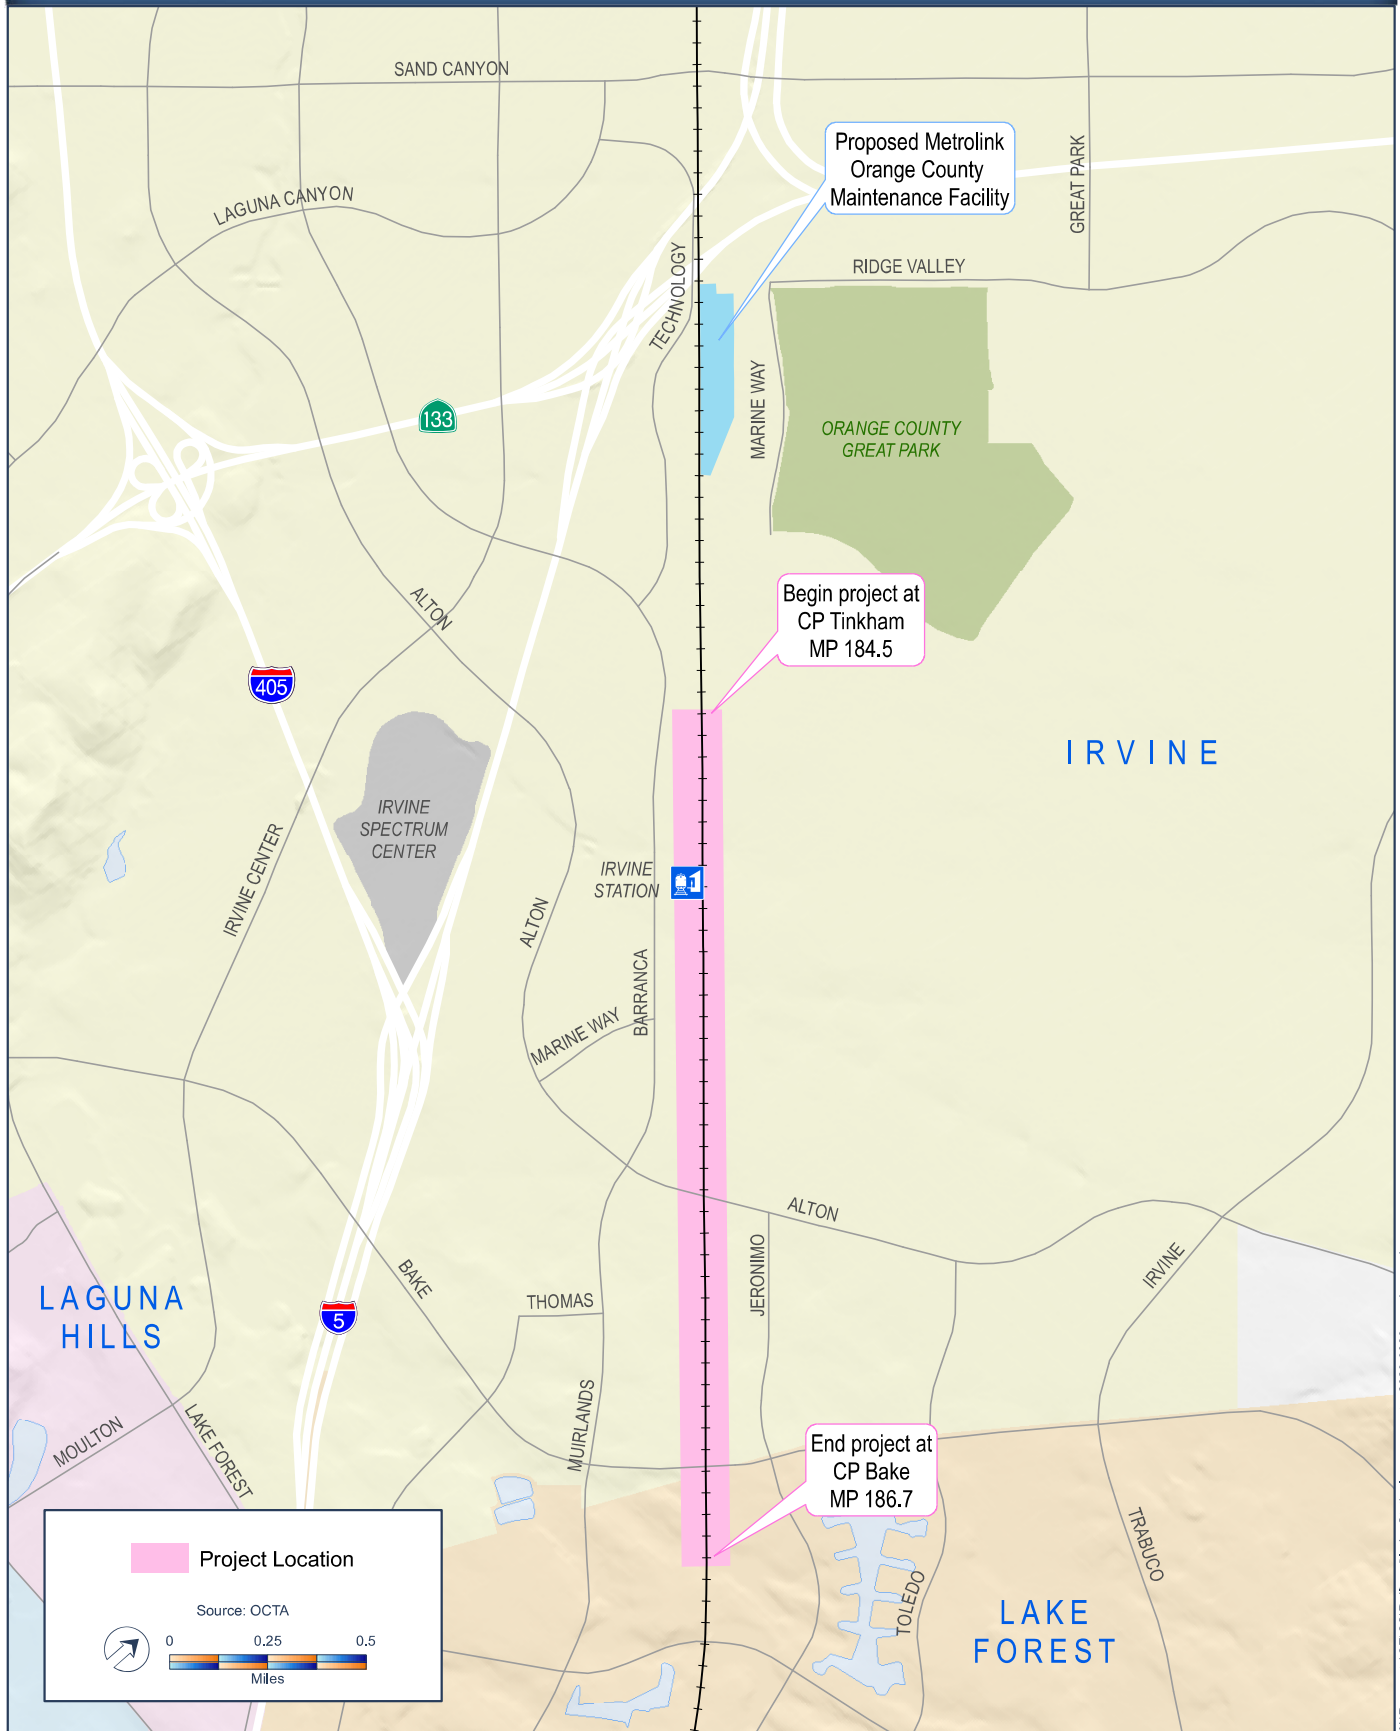 SAND CANYON
Proposed Metrolink
Orange County
Maintenance Facility
GREAT PARK
LAGUNA CANYON
TECHNOLOGY
RIDGE VALLEY
MARINE WAY
133
ORANGE COUNTY
GREAT PARK
ALTON
Begin project at
CP Tinkham
MP 184.5
405
IRVINE
IRVINE
SPECTRUM
CENTER
IRVINE CENTER
IRVINE
STATION
ALTON
BARRANCA
MARINE WAY
ALTON
JERONIMO
IRVINE
BAKE
LAGUNA
HILLS
THOMAS
5
MUIRLANDS
MOULTON
LAKE FOREST
End project at
CP Bake
MP 186.7
TRABUCO
TOLEDO
LAKE
FOREST
Project Location
Source: OCTA
0 0.25 0.5
Miles